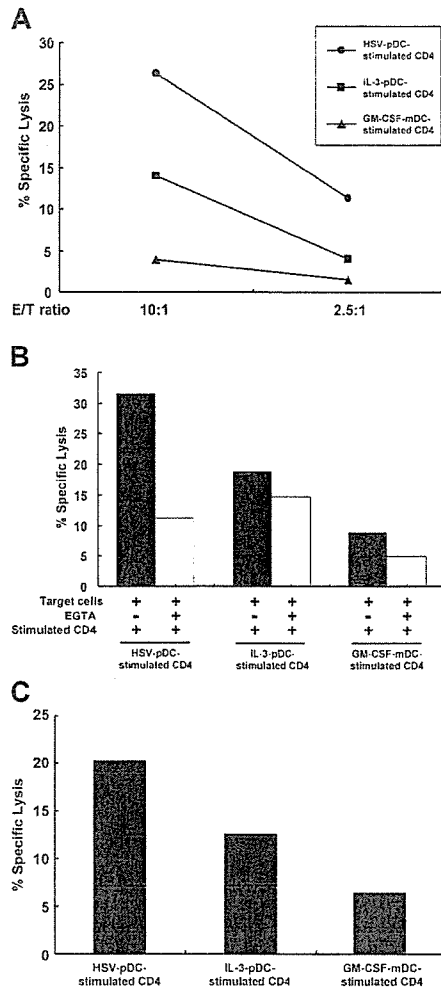 A
HSV-pDC-
stimulated CD4
iL-3-pDC-
stimulated CD4
GM-CSF-mDC-
stimulated CD4
% Specific Lysis
30
25
20
15
10
5
0
E/T ratio 10:1 2.5:1
B
% Specific Lysis
35
30
25
20
15
10
5
0
Target cells + + + + + +
EGTA - + - + - +
Stimulated CD4 + + + + + +
HSV-pDC- IL-3-pDC- GM-CSF-mDC-
stimulated CD4 stimulated CD4 stimulated CD4
C
% Specific Lysis
25
20
15
10
5
0
HSV-pDC- IL-3-pDC- GM-CSF-mDC-
stimulated CD4 stimulated CD4 stimulated CD4